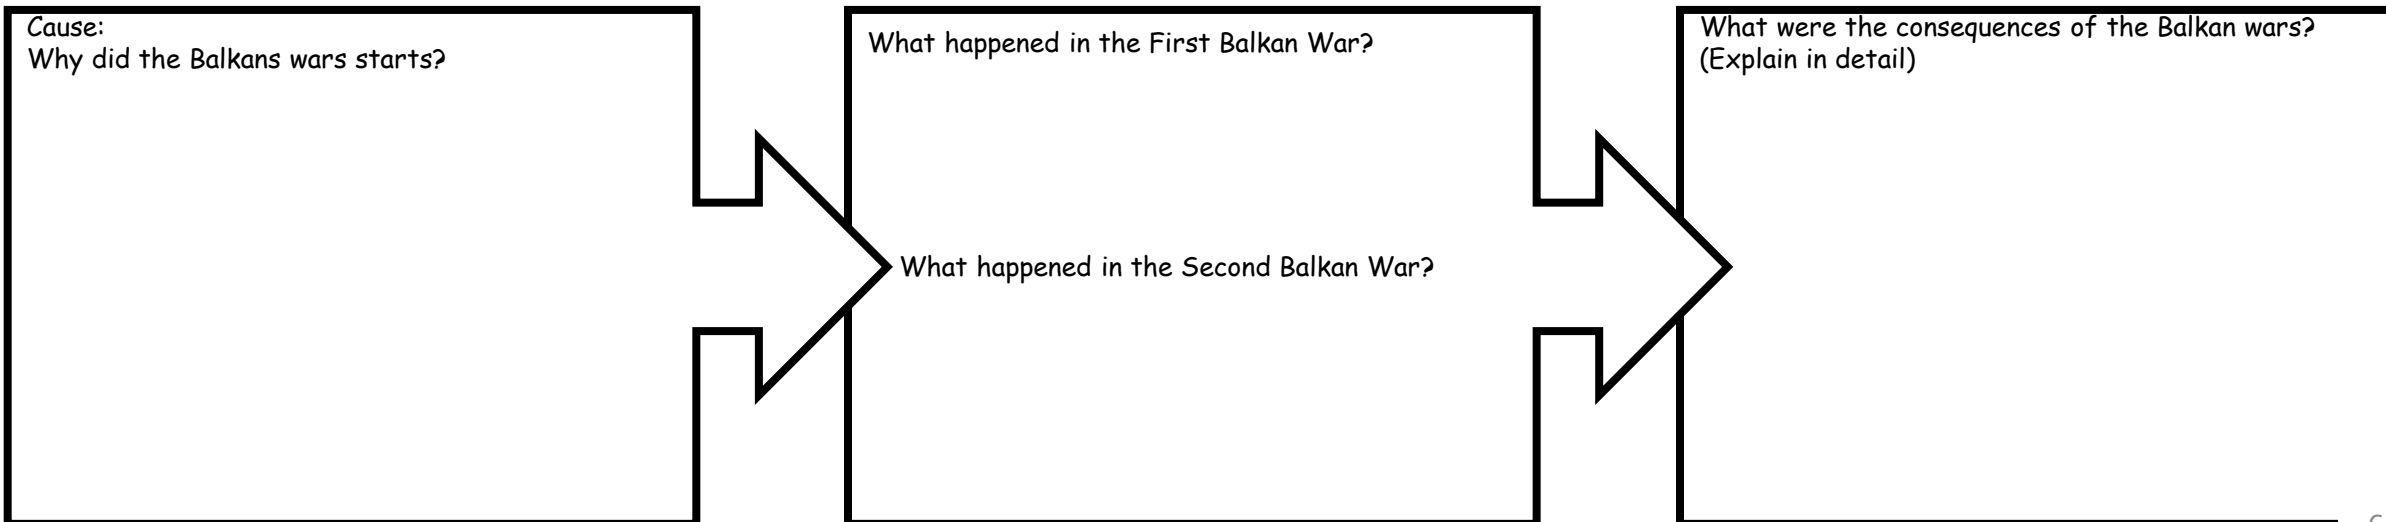 Cause:
Why did the Balkans wars starts?
What happened in the First Balkan War?
What happened in the Second Balkan War?
What were the consequences of the Balkan wars?
(Explain in detail)